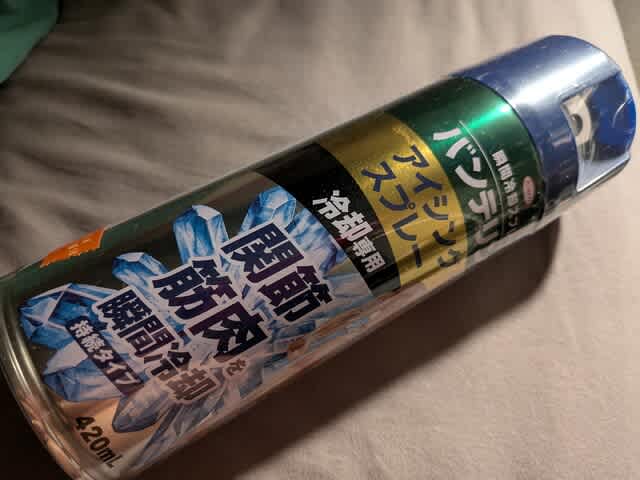 バンテリ
アイシング
スプレー
冷却専用
関節
筋肉を
瞬間冷却
持続タイプ
420mL